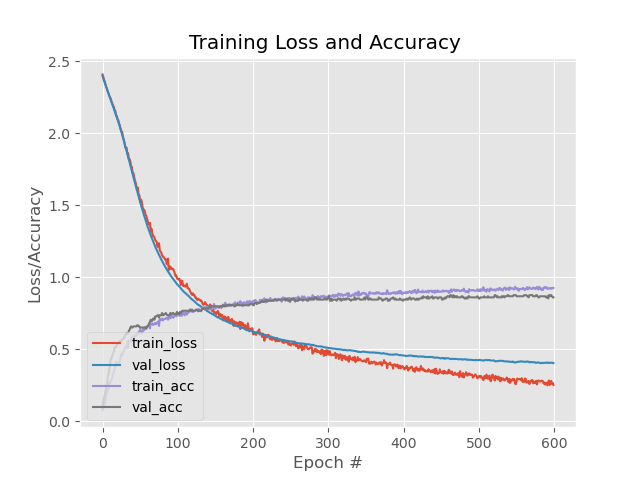 Training Loss and Accuracy
2.5
2.0
1.5
1.0
0.5
0.0
Loss/Accuracy
train_loss
val_loss
train_acc
val_acc
0 100 200 300 400 500 600
Epoch #